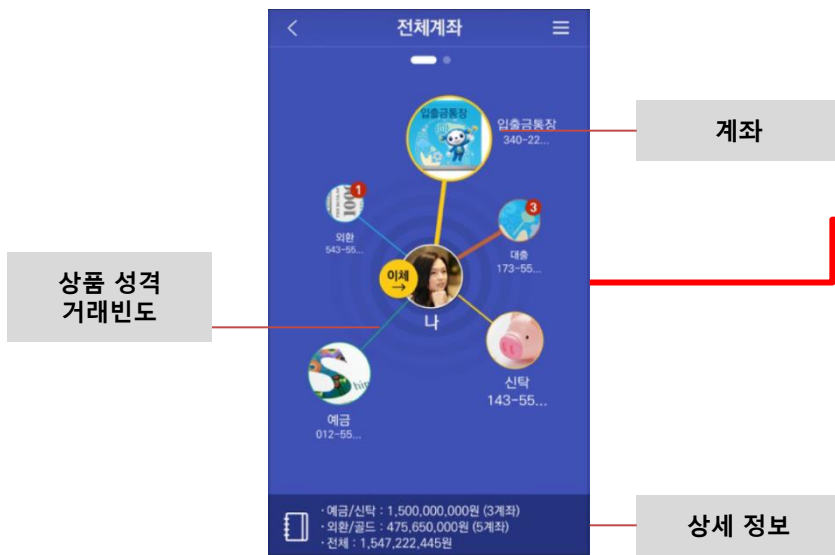 전체계좌
입출금통장
입출금통장
340-22...
계좌
1
1000
외환
543-55...
3
대출
173-55...
상품 성격
거래빈도
이체
→
나
Shin
예금
012-55...
신탁
143-55...
·예금/신탁 : 1,500,000,000원 (3계좌)
·외환/골드 : 475,650,000원 (5계좌)
·전체 : 1,547,222,445원
상세 정보